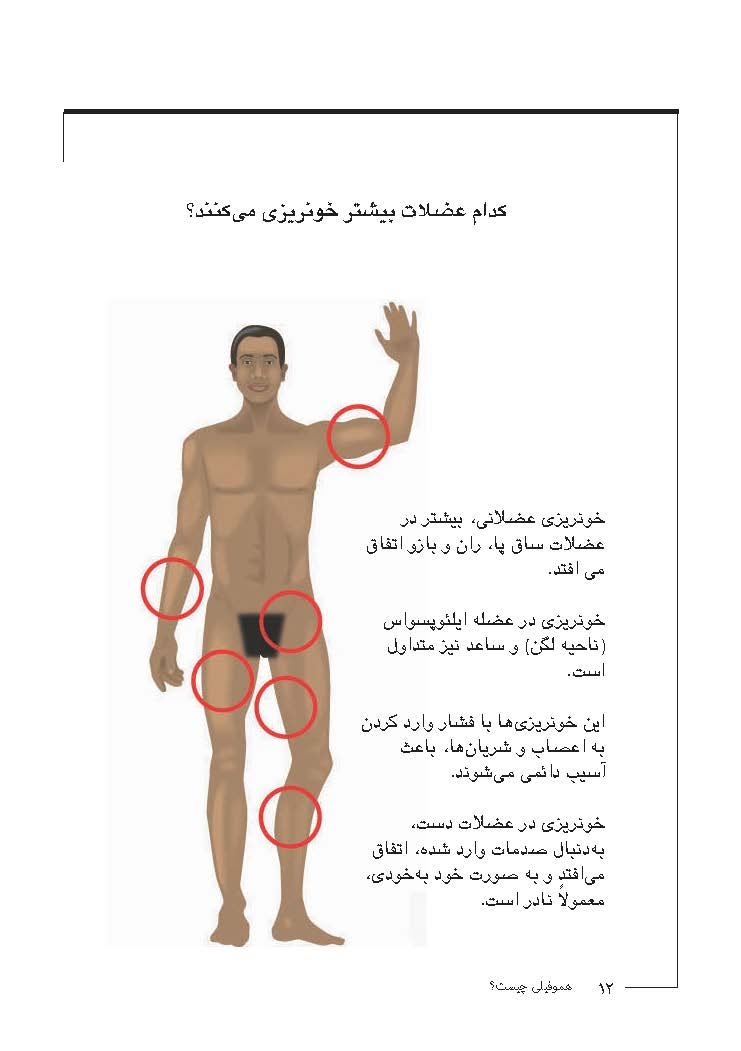 کدام عضلات بیشتر خونریزی می‌کنند؟
خونریزی عضلانی، بیشتر در
عضلات ساق پا، ران و بازو اتفاق
می افتد.
خونریزی در عضله ایلئوپسواس
(ناحیه لگن) و ساعد نیز متداول
است.
این خونریزی‌ها با فشار وارد کردن
به اعصاب و شریان‌ها، باعث
آسیب دائمی می‌شوند.
خونریزی در عضلات دست،
به‌دنبال صدمات وارد شده، اتفاق
می‌افتد و به صورت خود به‌خودی،
معمولاً نادر است.
۱۲ هموفیلی چیست؟